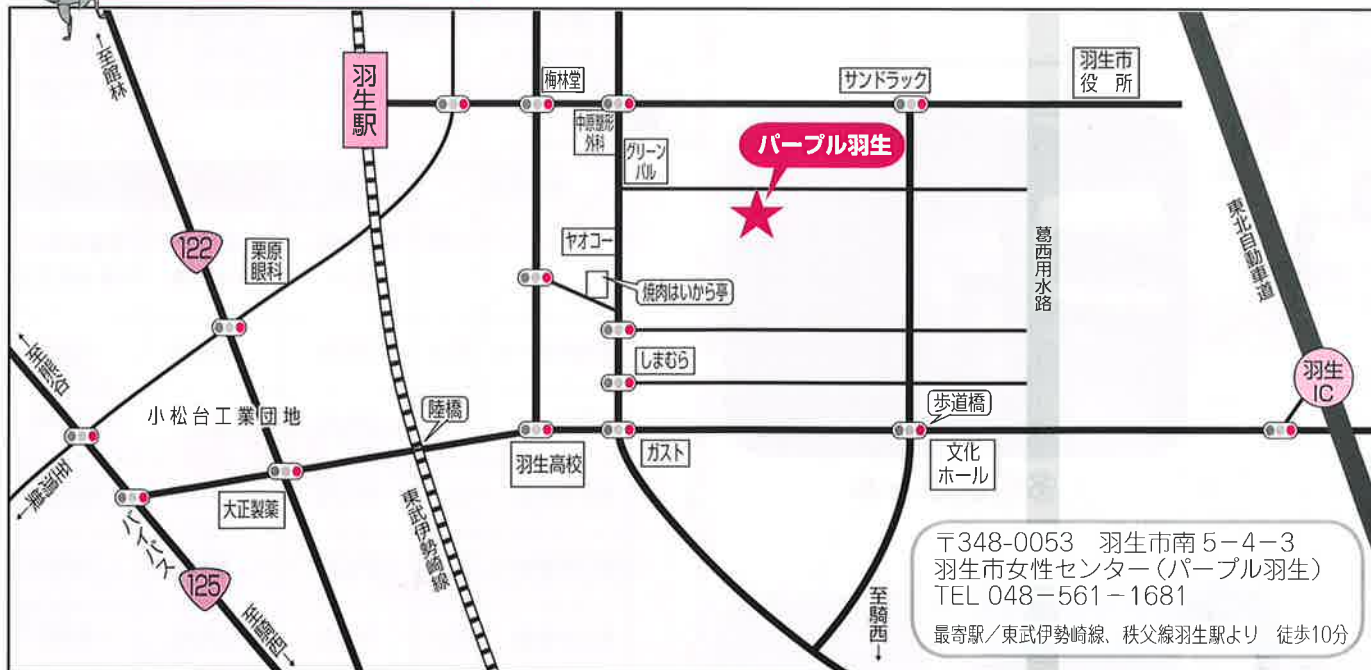 ↑至館林
羽生駅
梅林堂
中原整形
外科
グリーン
パル
サンドラック
羽生市
役所
パープル羽生
122
栗原
眼科
ヤオコー
焼肉はいから亭
葛西用水路
東北自動車道
しまむら
羽生
IC
←至熊谷
小松台工業団地
陸橋
歩道橋
羽生高校
ガスト
文化
ホール
大正製薬
バイパス
東武伊勢崎線
125
至騎西→
至騎西→
〒348-0053 羽生市南5-4-3
羽生市女性センター(パープル羽生)
TEL 048-561-1681
最寄駅/東武伊勢崎線、秩父線羽生駅より 徒歩10分